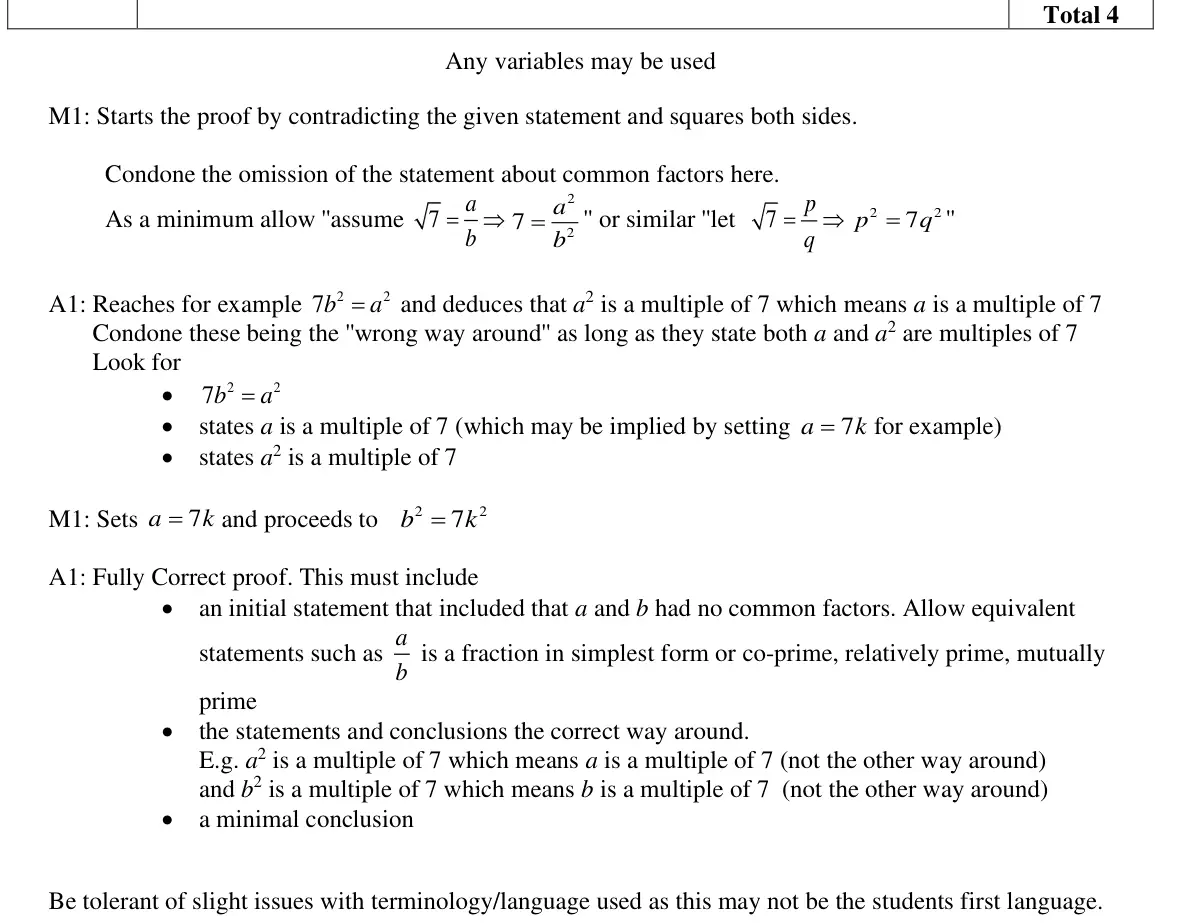 Total 4
Any variables may be used
M1: Starts the proof by contradicting the given statement and squares both sides.
Condone the omission of the statement about common factors here.
As a minimum allow "assume √7 = a/b ⇒ 7 = a²/b²" or similar "let √7 = p/q ⇒ p² = 7q²"
A1: Reaches for example 7b² = a² and deduces that a² is a multiple of 7 which means a is a multiple of 7
Condone these being the "wrong way around" as long as they state both a and a² are multiples of 7
Look for
• 7b² = a²
• states a is a multiple of 7 (which may be implied by setting a = 7k for example)
• states a² is a multiple of 7
M1: Sets a = 7k and proceeds to b² = 7k²
A1: Fully Correct proof. This must include
• an initial statement that included that a and b had no common factors. Allow equivalent
statements such as a/b is a fraction in simplest form or co-prime, relatively prime, mutually
prime
• the statements and conclusions the correct way around.
E.g. a² is a multiple of 7 which means a is a multiple of 7 (not the other way around)
and b² is a multiple of 7 which means b is a multiple of 7 (not the other way around)
• a minimal conclusion
Be tolerant of slight issues with terminology/language used as this may not be the students first language.